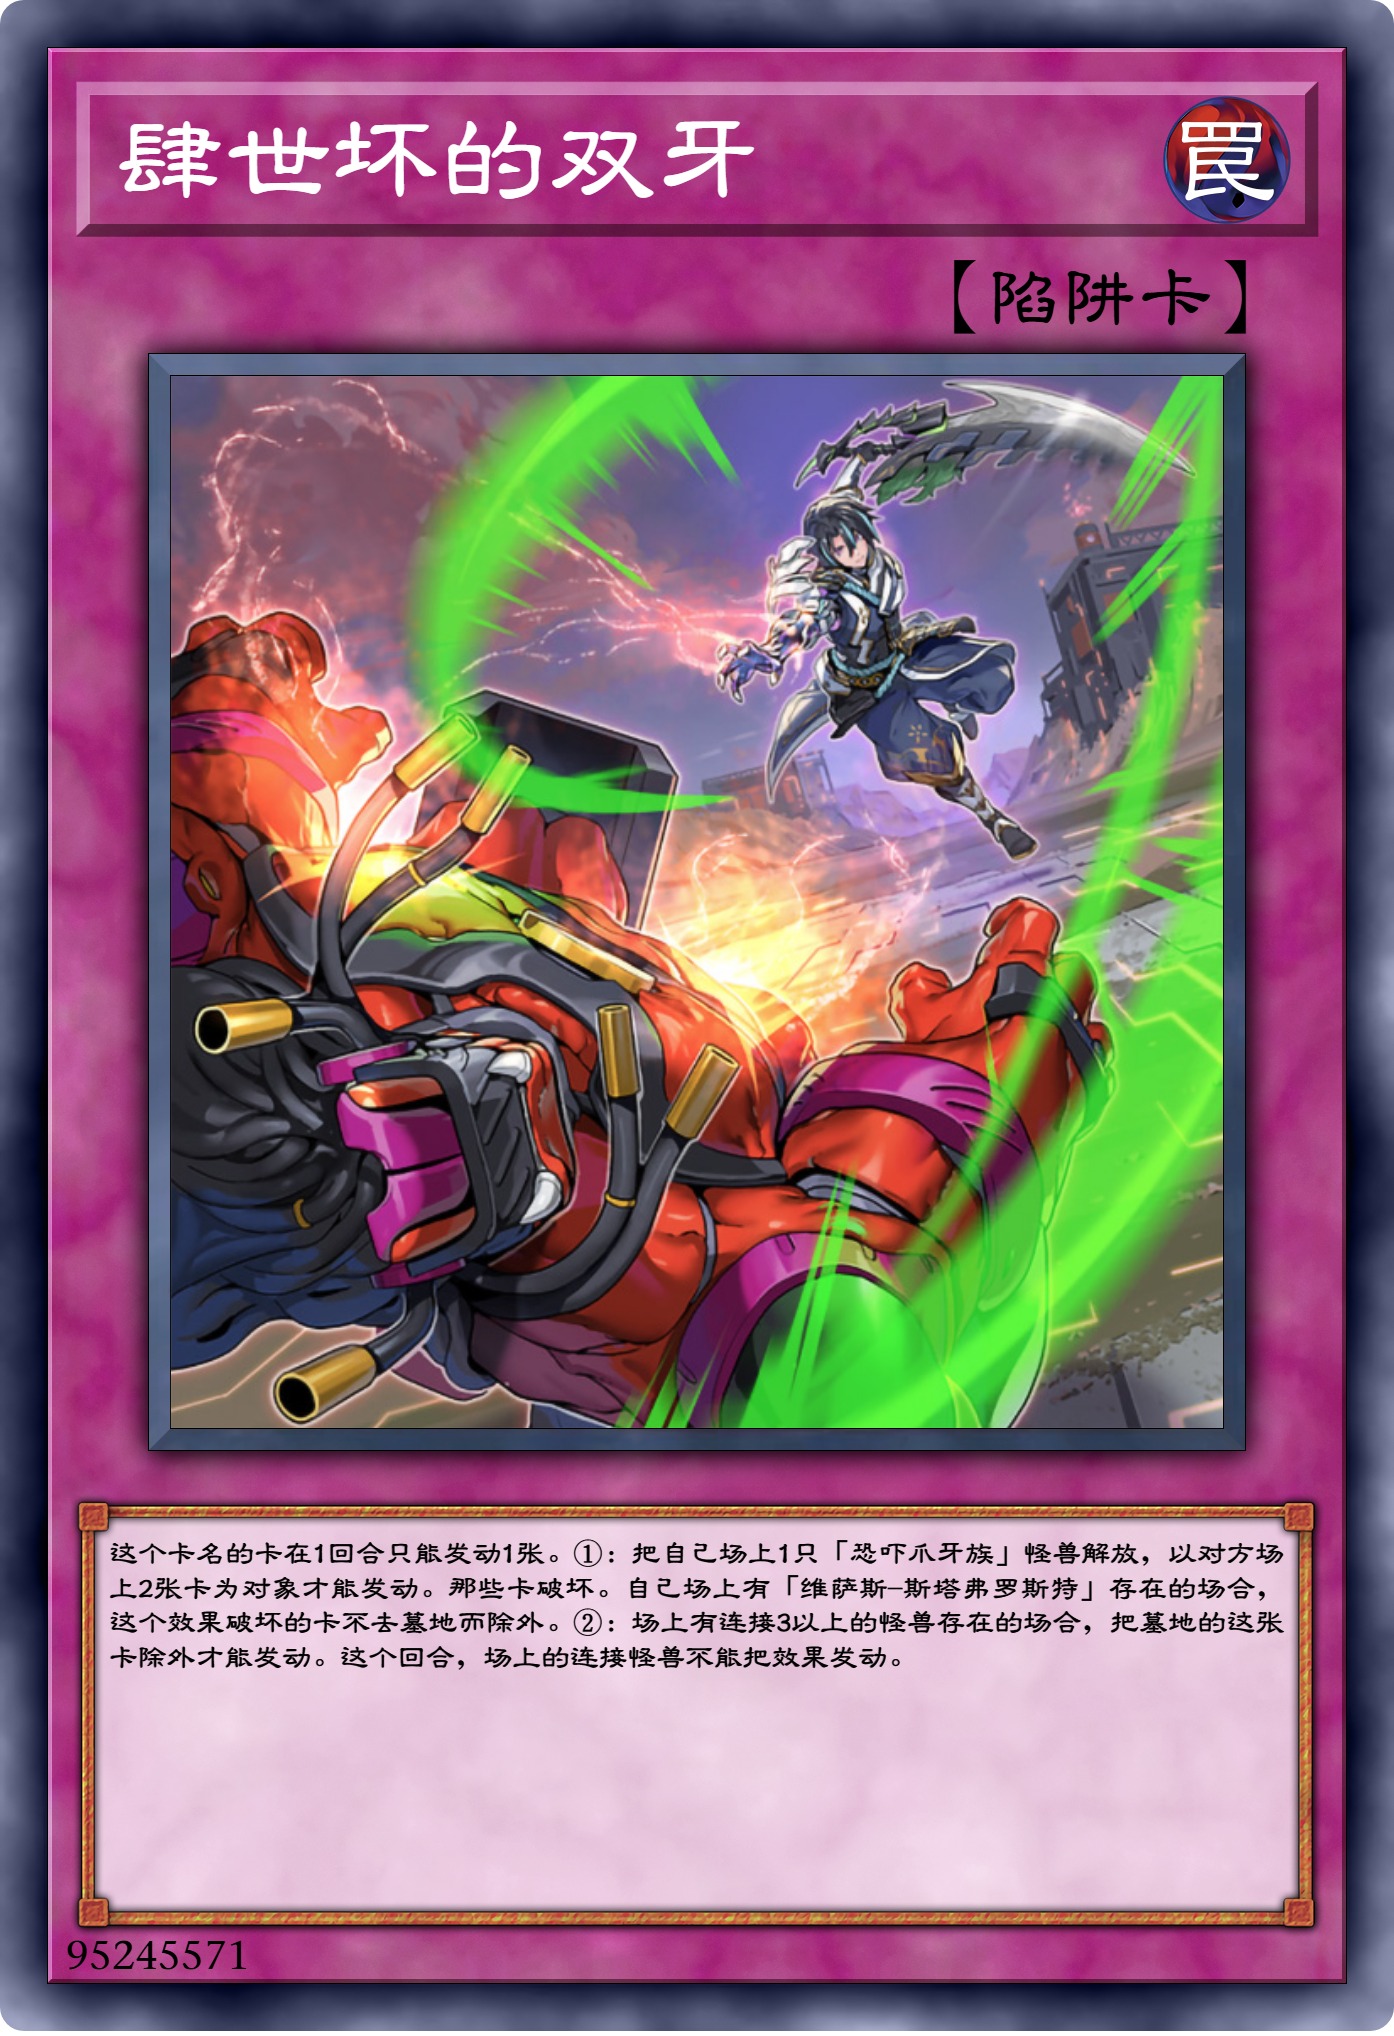 肆世坏的双牙
罠
【陷阱卡】
这个卡名的卡在1回合只能发动1张。①：把自己场上1只「恐吓爪牙族」怪兽解放，以对方场
上2张卡为对象才能发动。那些卡破坏。自己场上有「维萨斯-斯塔弗罗斯特」存在的场合，
这个效果破坏的卡不去墓地而除外。②：场上有连接3以上的怪兽存在的场合，把墓地的这张
卡除外才能发动。这个回合，场上的连接怪兽不能把效果发动。
95245571